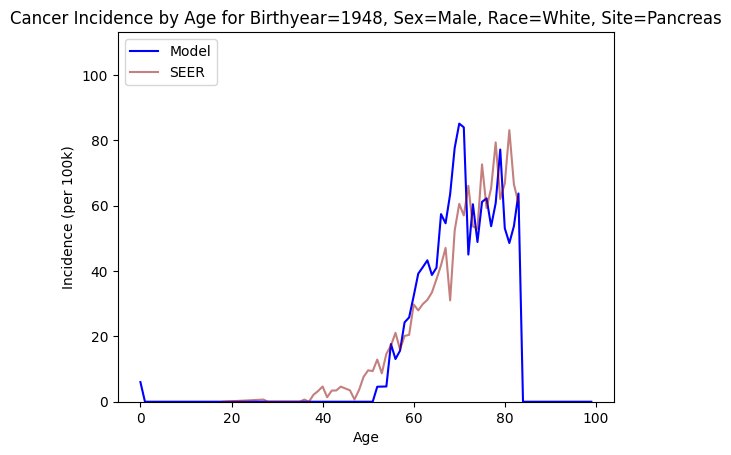 Cancer Incidence by Age for Birthyear=1948, Sex=Male, Race=White, Site=Pancreas
Model
SEER
100
80
60
40
20
0
Incidence (per 100k)
0 20 40 60 80 100
Age